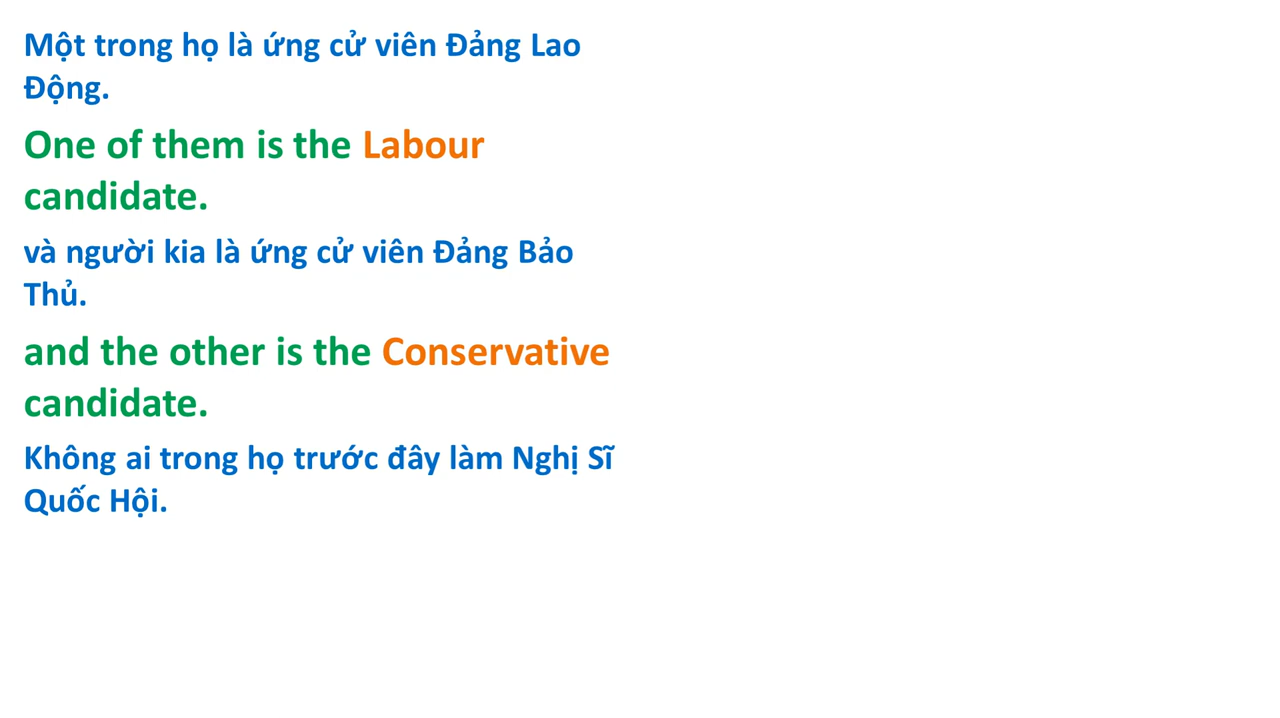 Một trong họ là ứng cử viên Đảng Lao
Động.
One of them is the Labour
candidate.
và người kia là ứng cử viên Đảng Bảo
Thủ.
and the other is the Conservative
candidate.
Không ai trong họ trước đây làm Nghị Sĩ
Quốc Hội.